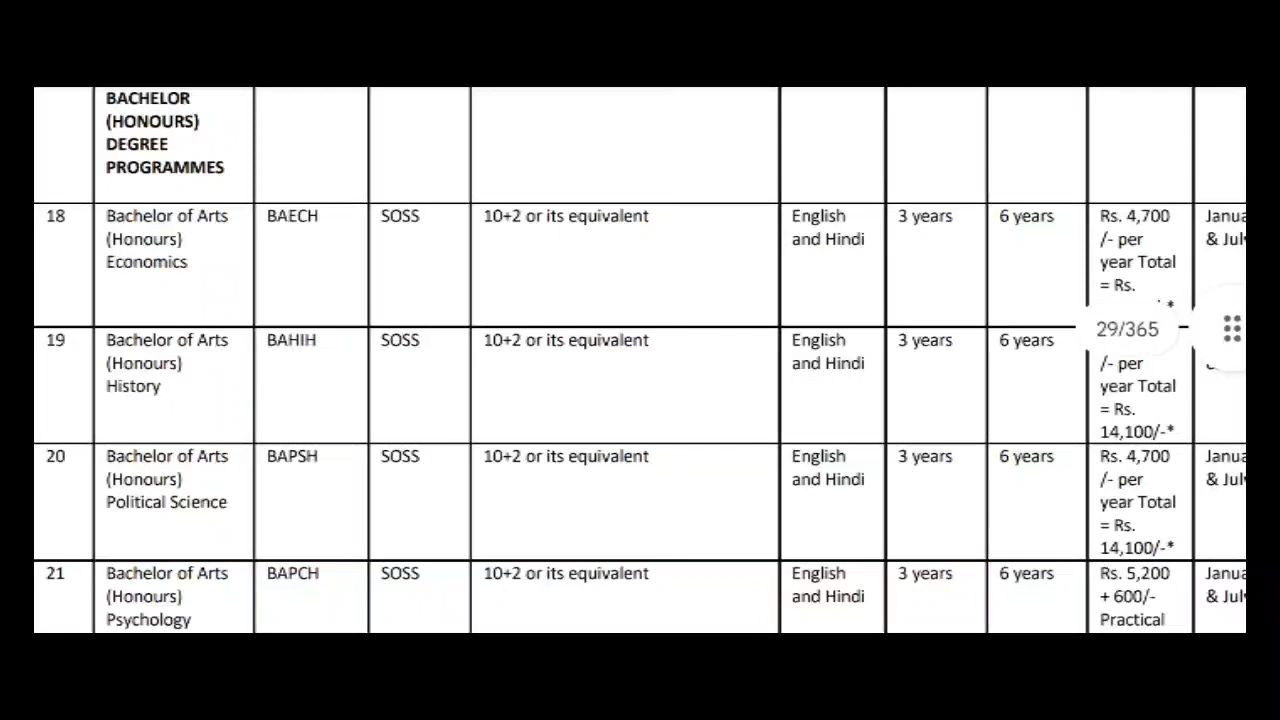 BACHELOR
(HONOURS)
DEGREE
PROGRAMMES
18
Bachelor of Arts
(Honours)
Economics
BAECH
SOSS
10+2 or its equivalent
English
and Hindi
3 years
6 years
Rs. 4,700
/- per
year Total
= Rs.
*
& 
19
Bachelor of Arts
(Honours)
History
BAHIH
SOSS
10+2 or its equivalent
English
and Hindi
3 years
6 years
29/365
/- per
year Total
= Rs.
14,100/-*
20
Bachelor of Arts
(Honours)
Political Science
BAPSH
SOSS
10+2 or its equivalent
English
and Hindi
3 years
6 years
Rs. 4,700
/- per
year Total
= Rs.
14,100/-*
&
21
Bachelor of Arts
(Honours)
Psychology
BAPCH
SOSS
10+2 or its equivalent
English
and Hindi
3 years
6 years
Rs. 5,200
+ 600/-
Practical
&